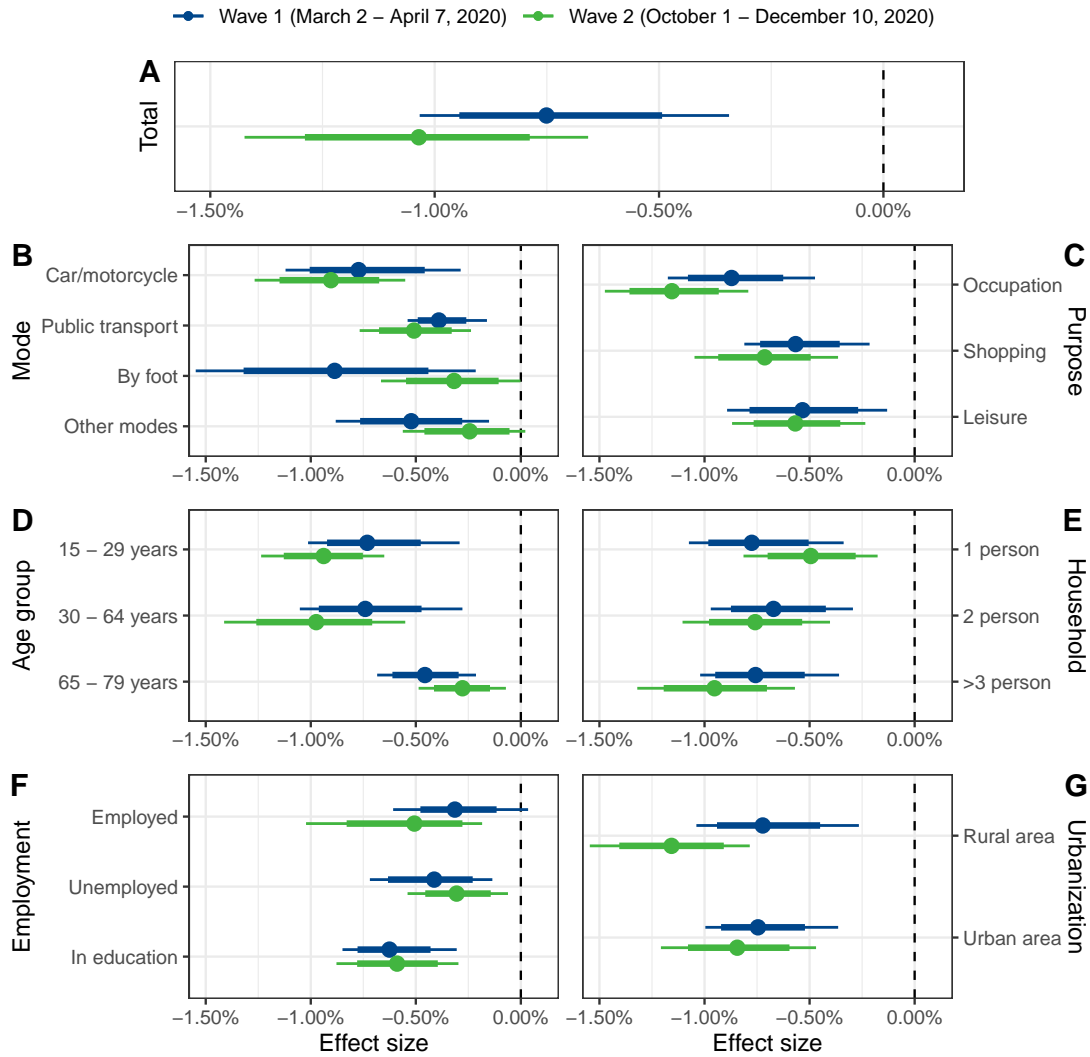 Wave 1 (March 2 − April 7, 2020) Wave 2 (October 1 − December 10, 2020)
A
Total
−1.50% −1.00% −0.50% 0.00%
B
Mode
Car/motorcycle
Public transport
By foot
Other modes
−1.50% −1.00% −0.50% 0.00%
C
Purpose
Occupation
Shopping
Leisure
−1.50% −1.00% −0.50% 0.00%
D
Age group
15 − 29 years
30 − 64 years
65 − 79 years
−1.50% −1.00% −0.50% 0.00%
E
Household
1 person
2 person
>3 person
−1.50% −1.00% −0.50% 0.00%
F
Employment
Employed
Unemployed
In education
−1.50% −1.00% −0.50% 0.00%
Effect size
G
Urbanization
Rural area
Urban area
−1.50% −1.00% −0.50% 0.00%
Effect size